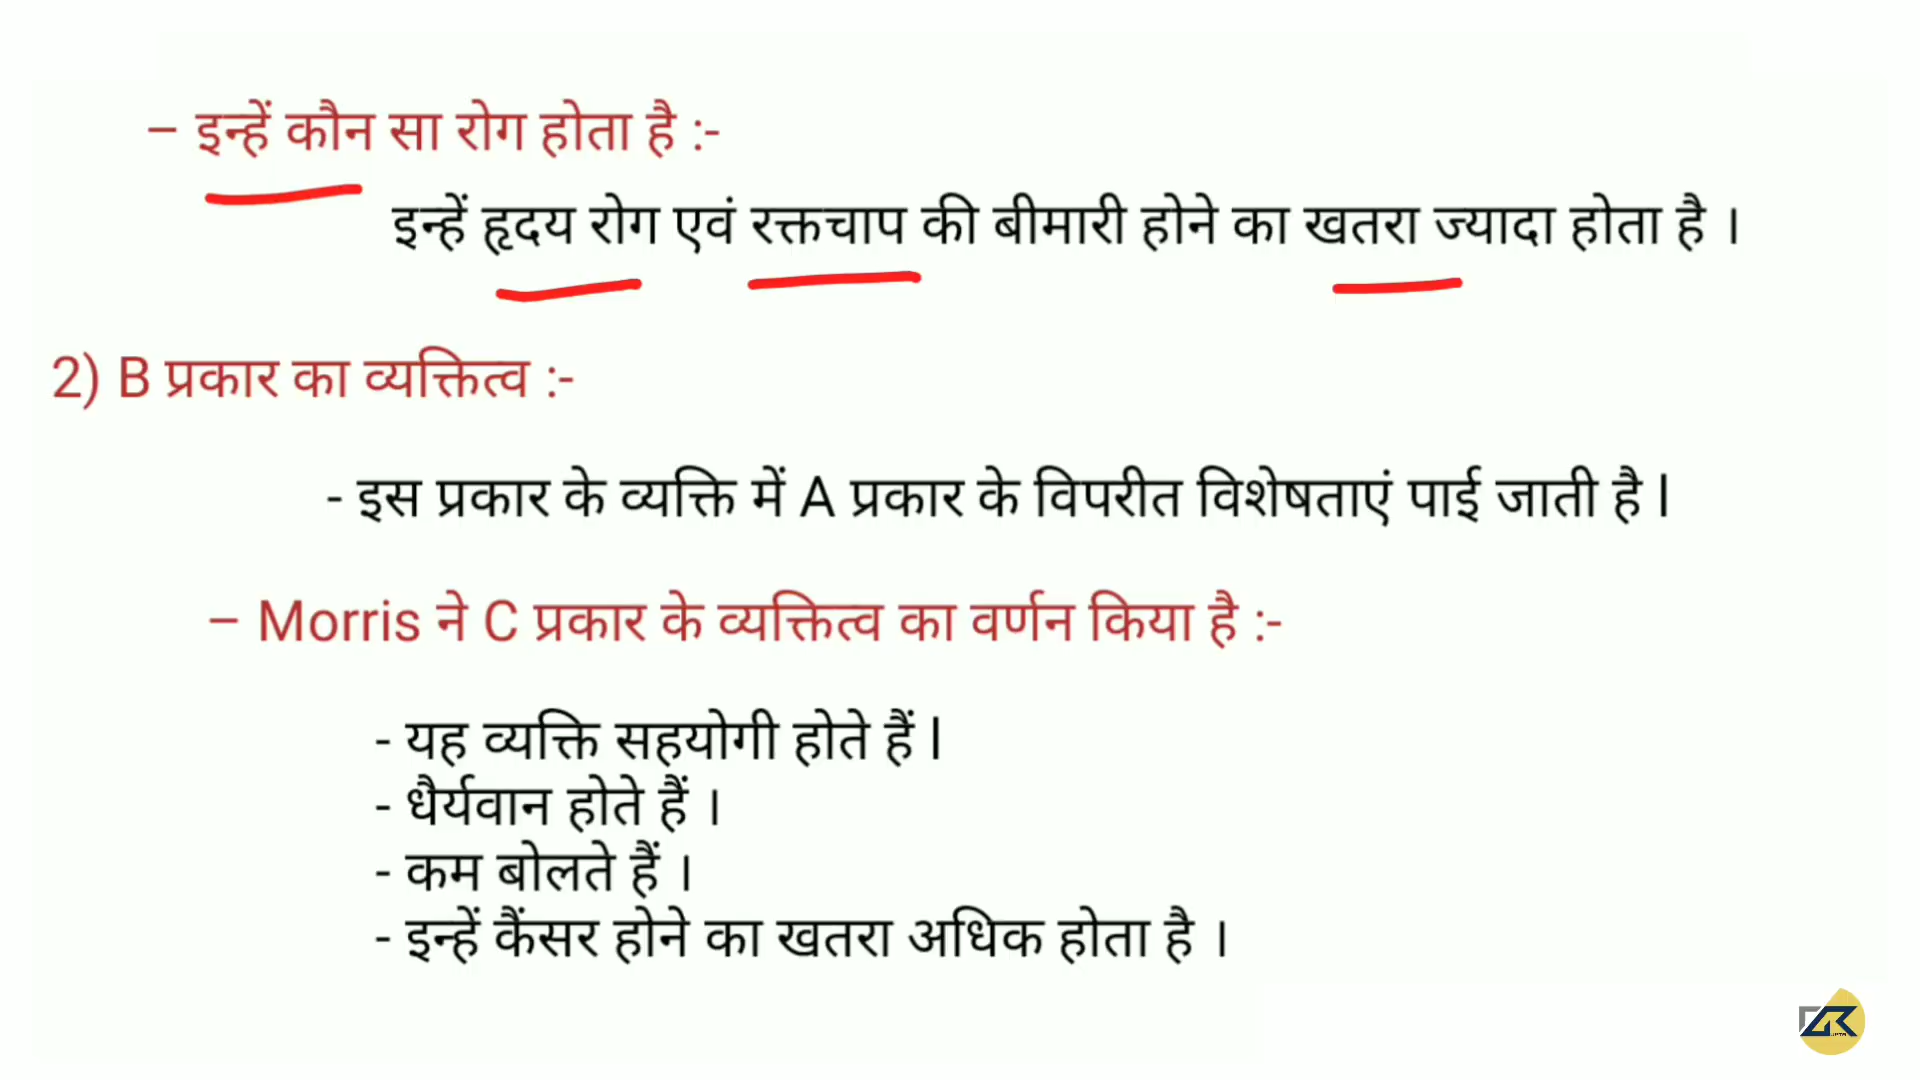 – इन्हें कौन सा रोग होता है :-
इन्हें हृदय रोग एवं रक्तचाप की बीमारी होने का खतरा ज्यादा होता है ।
2) B प्रकार का व्यक्तित्व :-
- इस प्रकार के व्यक्ति में A प्रकार के विपरीत विशेषताएं पाई जाती है l
– Morris ने C प्रकार के व्यक्तित्व का वर्णन किया है :-
- यह व्यक्ति सहयोगी होते हैं l
- धैर्यवान होते हैं ।
- कम बोलते हैं ।
- इन्हें कैंसर होने का खतरा अधिक होता है ।